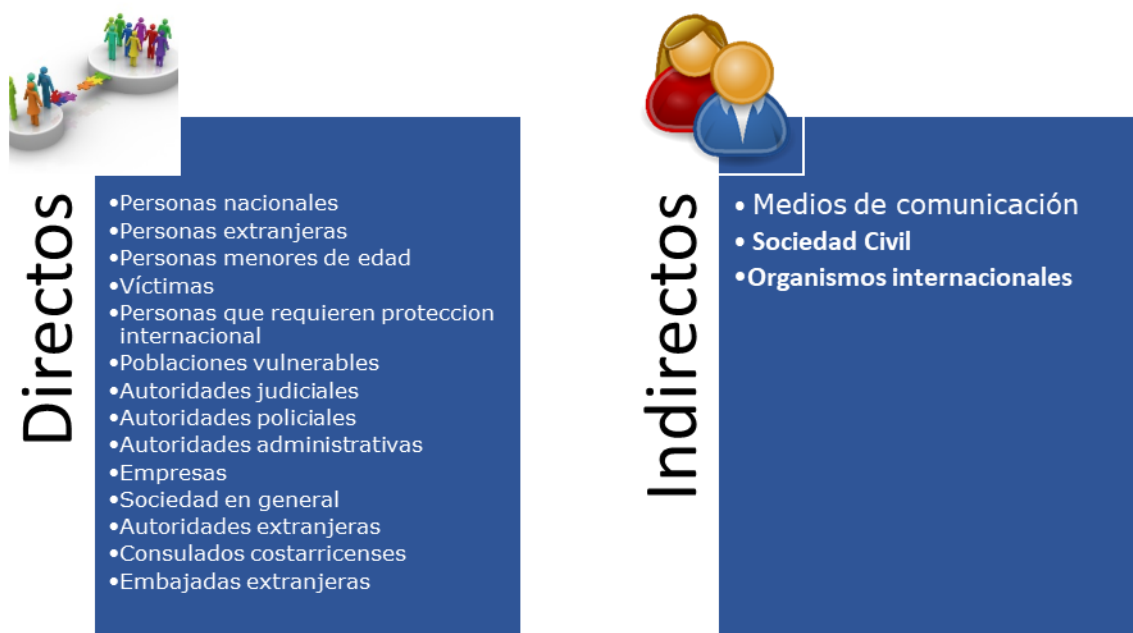 Directos
•Personas nacionales
•Personas extranjeras
•Personas menores de edad
•Víctimas
•Personas que requieren proteccion
internacional
•Poblaciones vulnerables
•Autoridades judiciales
•Autoridades policiales
•Autoridades administrativas
•Empresas
•Sociedad en general
•Autoridades extranjeras
•Consulados costarricenses
•Embajadas extranjeras
Indirectos
• Medios de comunicación
• Sociedad Civil
•Organismos internacionales